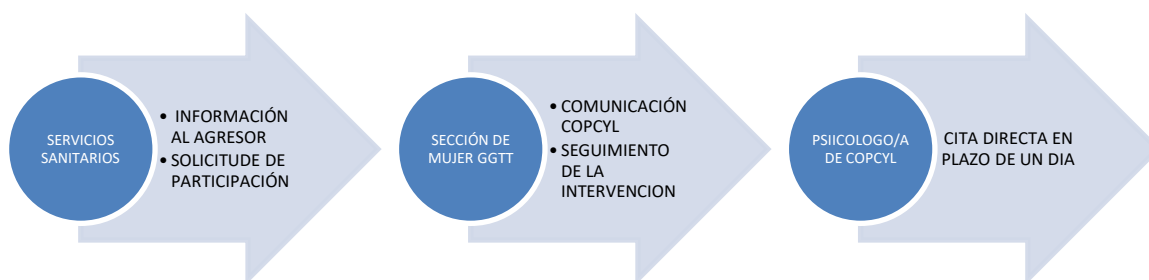 SERVICIOS
SANITARIOS
• INFORMACIÓN
AL AGRESOR
• SOLICITUDE DE
PARTICIPACIÓN
SECCIÓN DE
MUJER GGTT
• COMUNICACIÓN
COPCYL
• SEGUIMIENTO
DE LA
INTERVENCION
PSIICOLOGO/A
DE COPCYL
CITA DIRECTA EN
PLAZO DE UN DIA